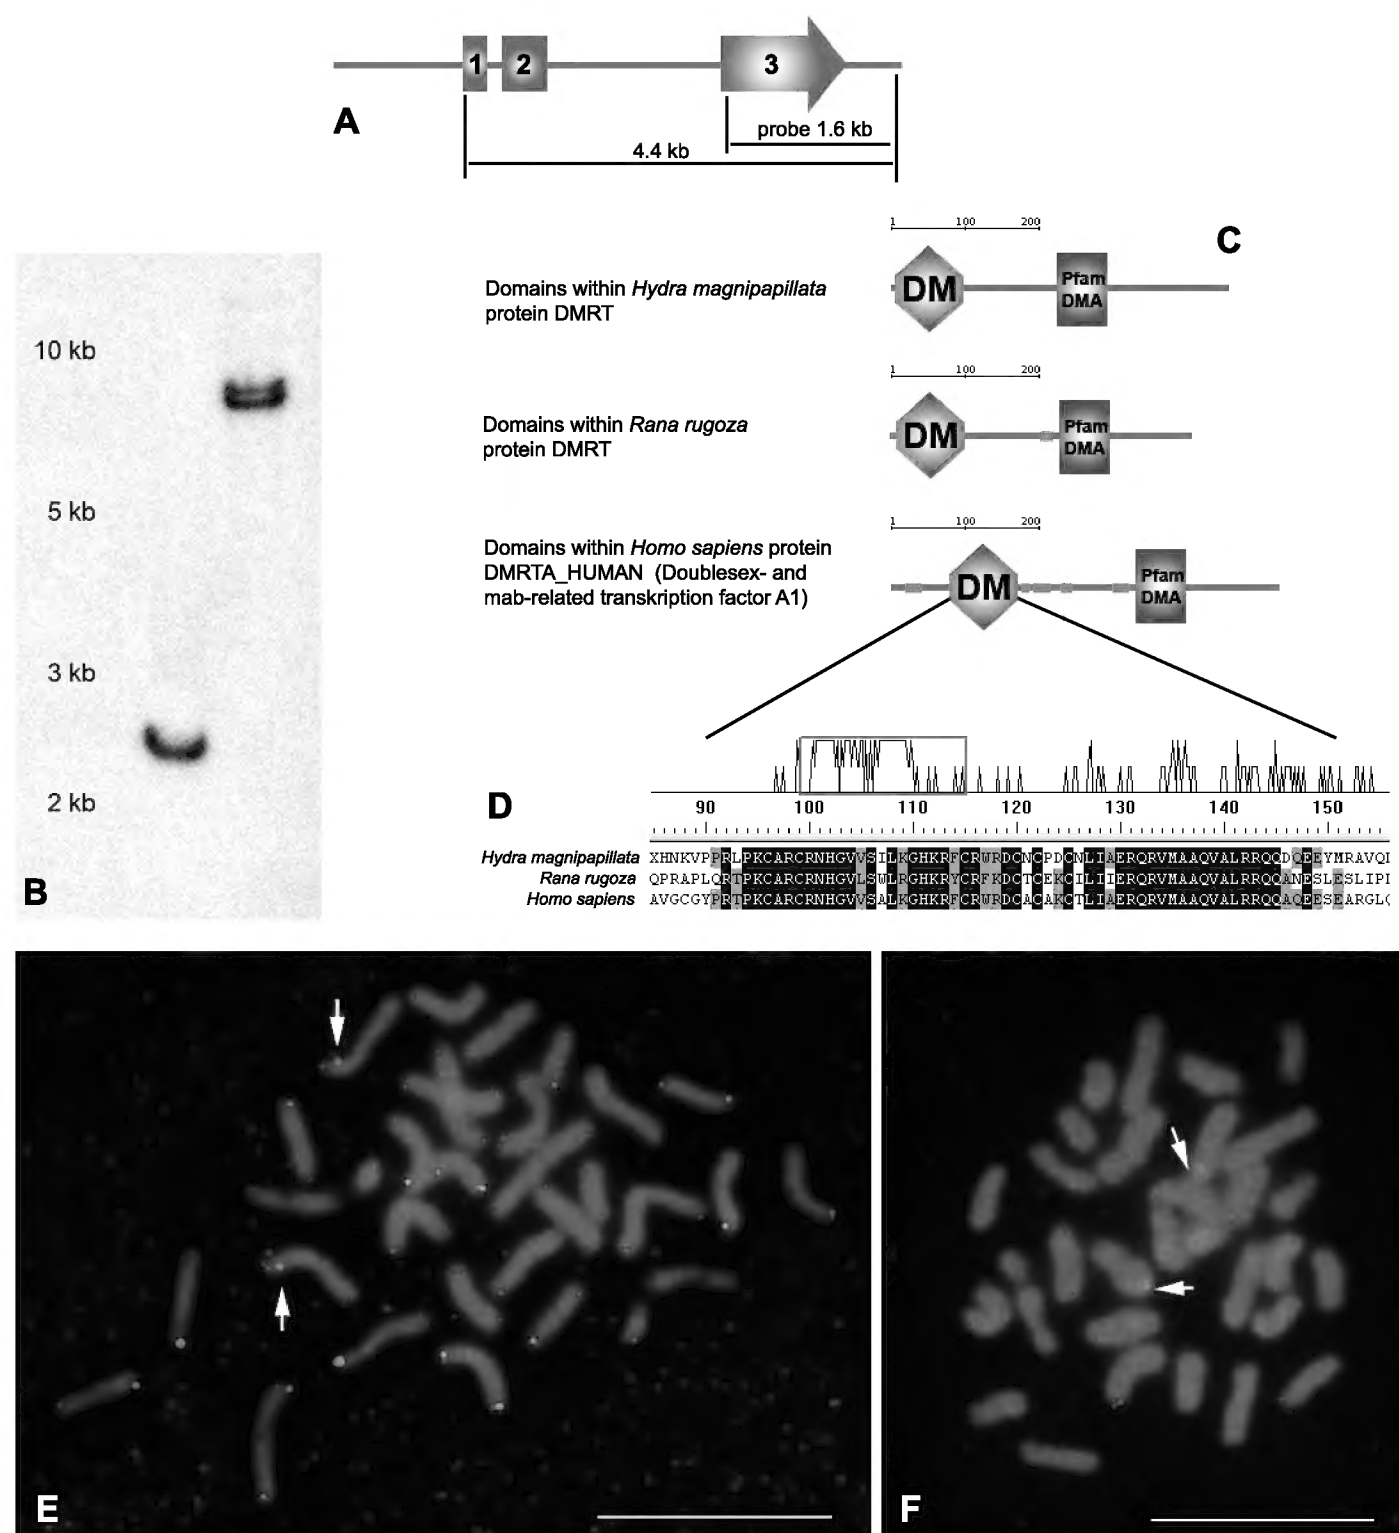 1 2 3
A
probe 1.6 kb
4.4 kb
B
10 kb
5 kb
3 kb
2 kb
C
1 100 200
Domains within Hydra magnipapillata
protein DMRT
DM
Pfam
DMA
1 100 200
Domains within Rana rugoza
protein DMRT
DM
Pfam
DMA
1 100 200
Domains within Homo sapiens protein
DMRTA_HUMAN (Doublesex- and
mab-related transkription factor A1)
DM
Pfam
DMA
D
90 100 110 120 130 140 150
Hydra magnipapillata XHNKVPPRLPKCARCRNHGVVSILKGHKRFCRWRDCNCPDCNLIAERQRVMAAQVALRRQQDQEEYMRAVQI
Rana rugoza QPRAPLQRTPKCARCRNHGVLSWLRGHKRYCRFKDCTCEKCILIIERQRVMAAQVALRRQQANESLESLIPI
Homo sapiens AVGCGYPRTPKCARCRNHGVVSALKGHKRFCRWRDCACAKCTLIAERQRVMAAQVALRRQQAQEESEARGLQ
E
F